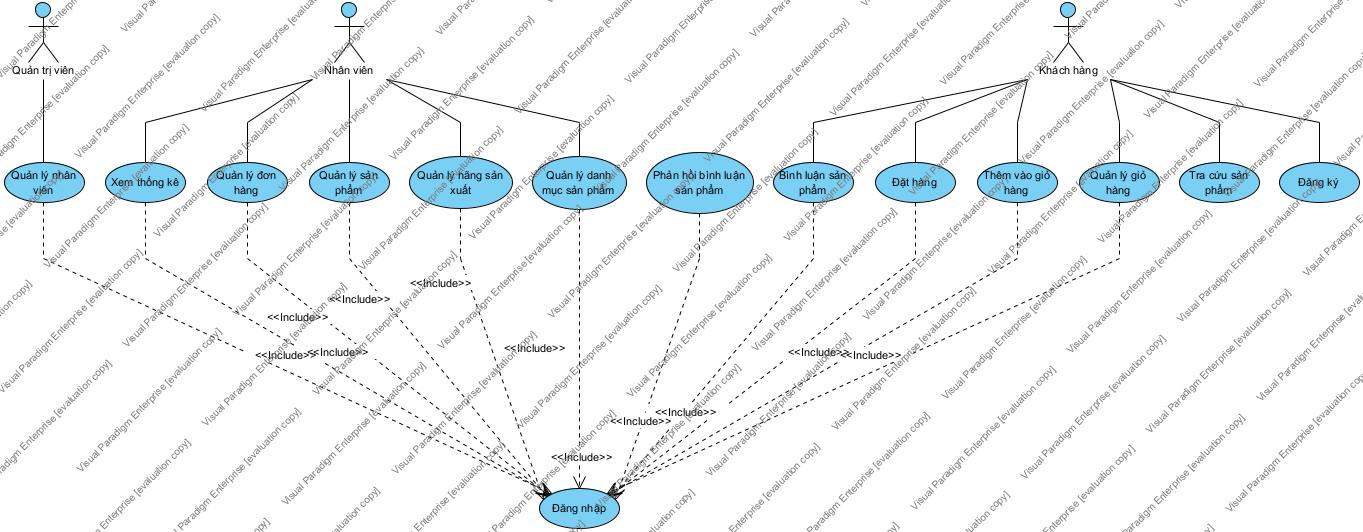 Quản trị viên
Nhân viên
Khách hàng
Quản lý nhân
viên
Xem thống kê
Quản lý đơn
hàng
Quản lý sản
phẩm
Quản lý năng sản
xuất
Quản lý danh
mục sản phẩm
Phản hồi bình luận
sản phẩm
Bình luận sản
phẩm
Đặt hàng
Thêm vào giỏ
hàng
Quản lý giỏ
hàng
Tra cứu sản
phẩm
Đăng ký
<<Include>>
<<Include>>
<<Include>>
<<Include>>
<<Include>>
<<Include>>
<<Include>>
<<Include>>
<<Include>>
<<Include>>
<<Include>>
Đăng nhập
Visual Paradigm Enterprise [evaluation copy]